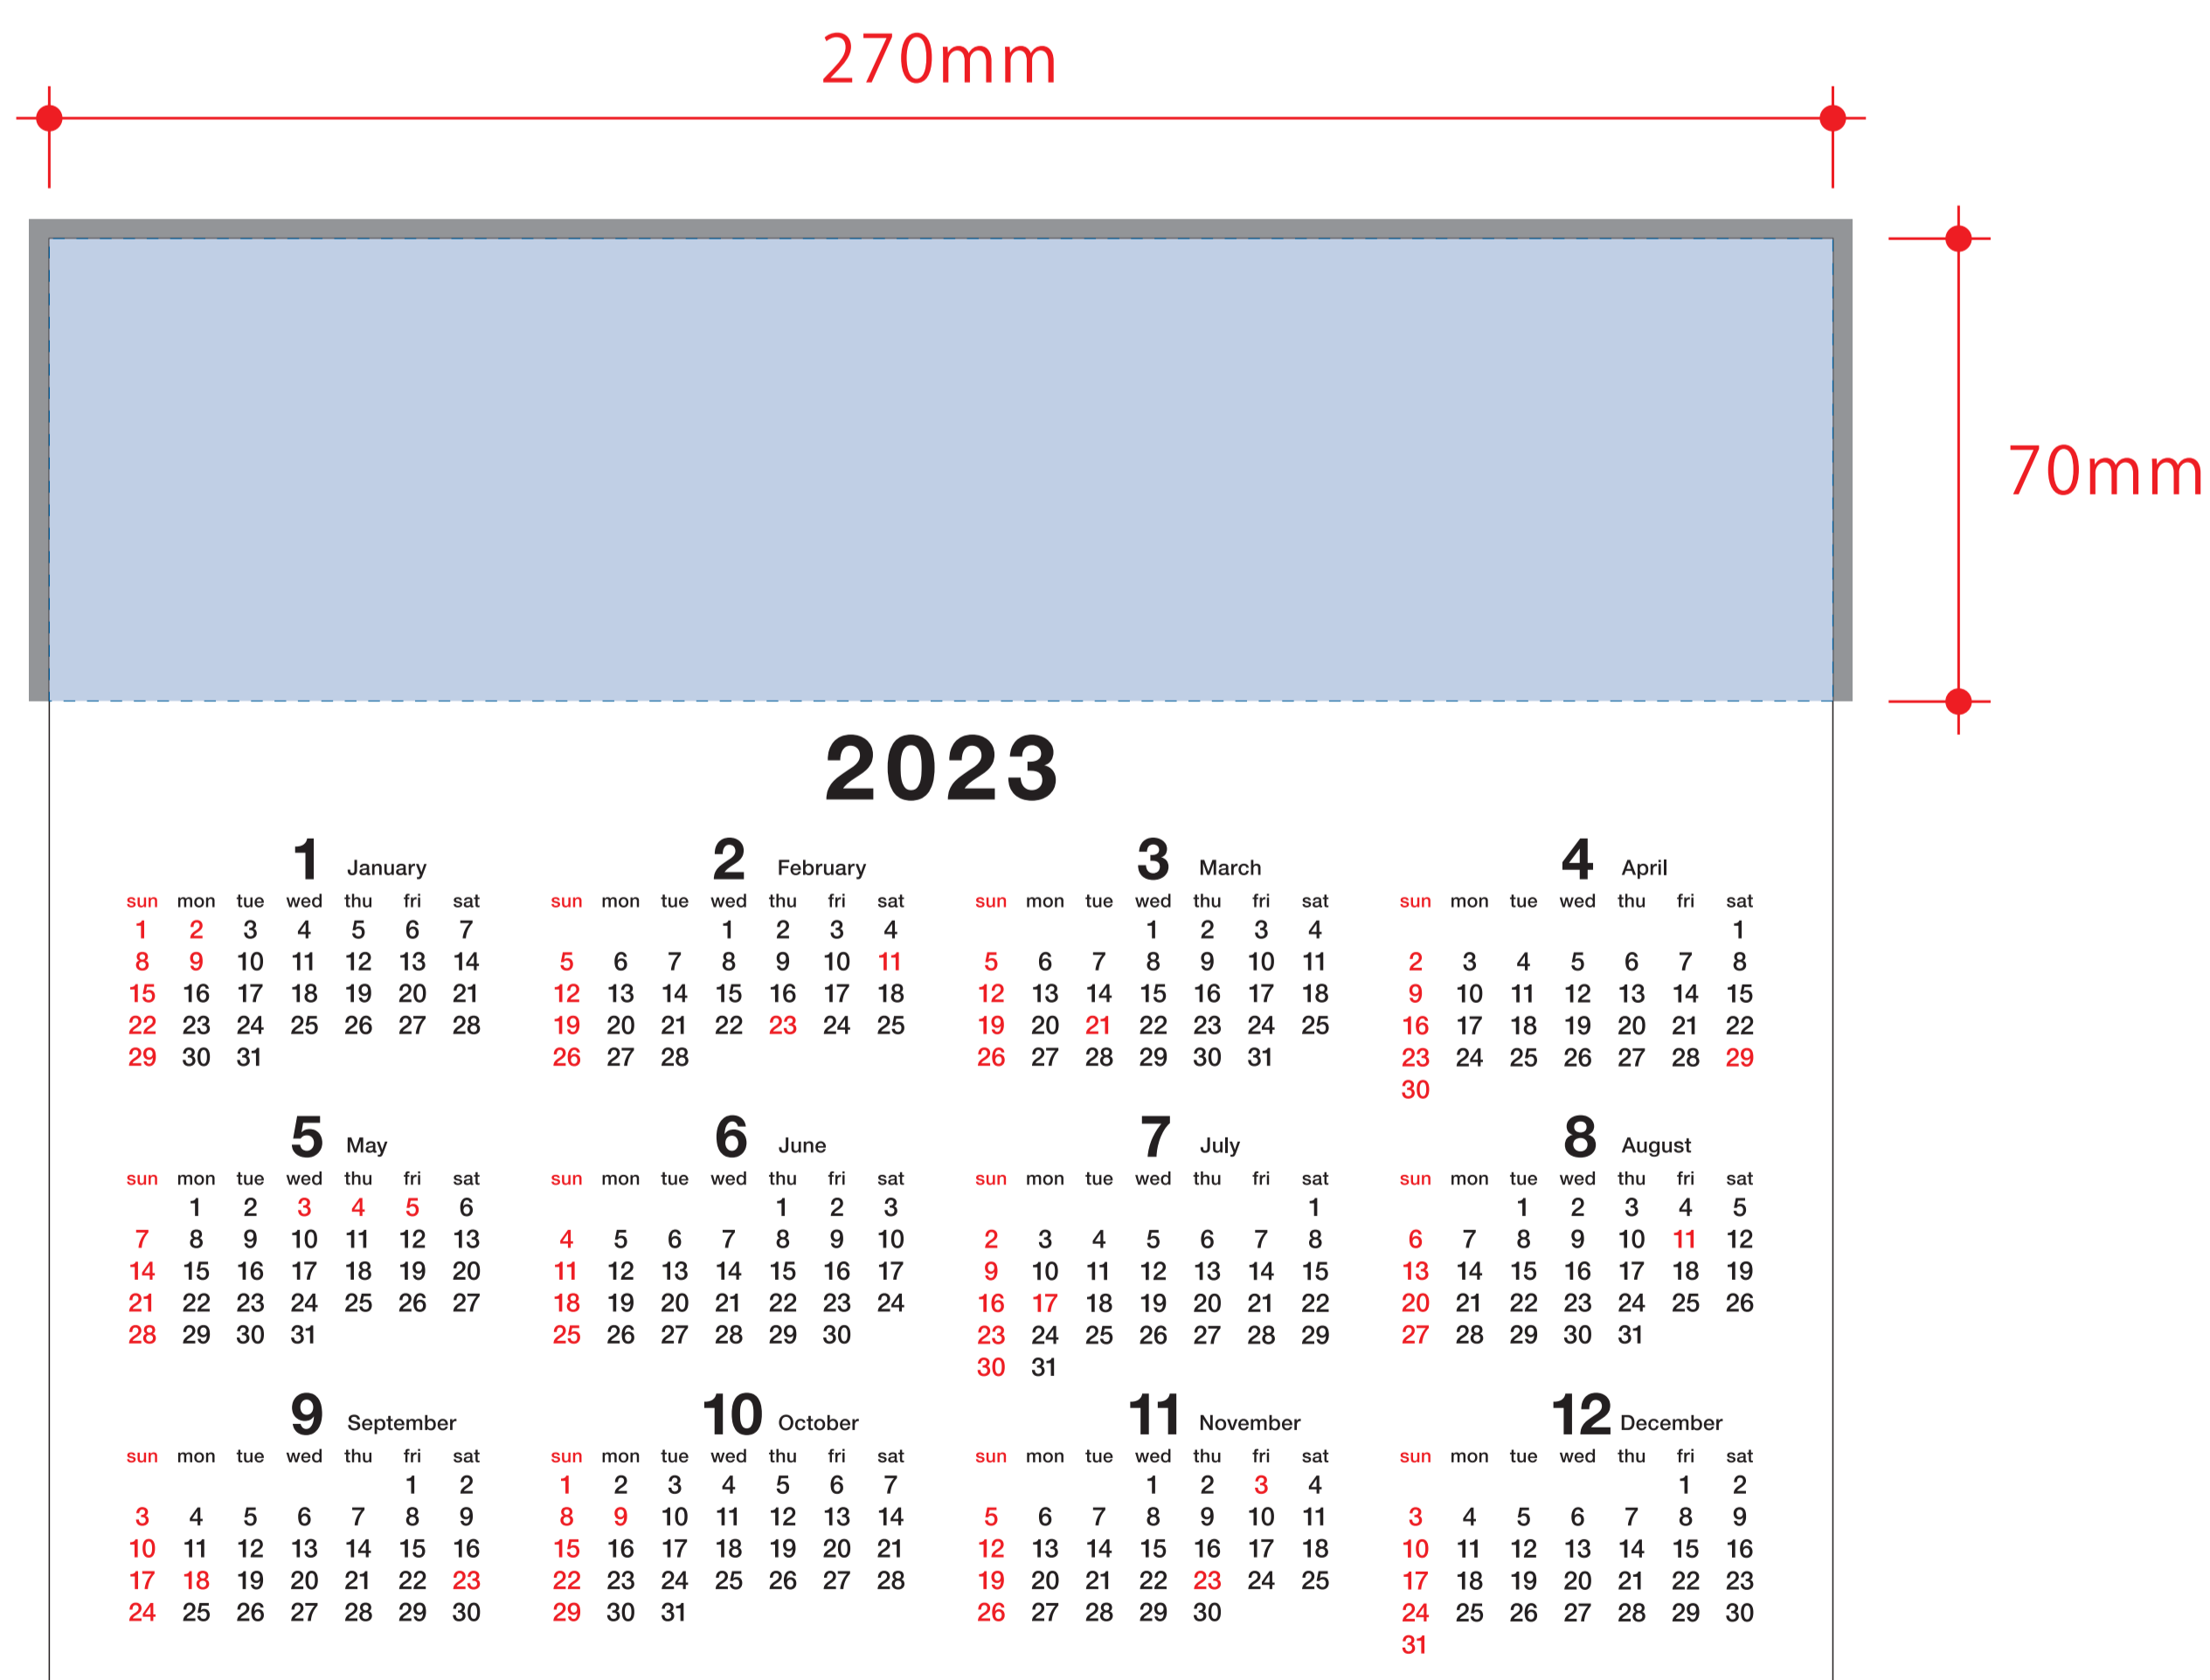 270mm
70mm
2023
1 January 2 February 3 March 4 April
sun mon tue wed thu fri sat sun mon tue wed thu fri sat sun mon tue wed thu fri sat sun mon tue wed thu fri sat
1 2 3 4 5 6 7 1 2 3 4 1 2 3 4 1
8 9 10 11 12 13 14 5 6 7 8 9 10 11 5 6 7 8 9 10 11 2 3 4 5 6 7 8
15 16 17 18 19 20 21 12 13 14 15 16 17 18 12 13 14 15 16 17 18 9 10 11 12 13 14 15
22 23 24 25 26 27 28 19 20 21 22 23 24 25 19 20 21 22 23 24 25 16 17 18 19 20 21 22
29 30 31 26 27 28 26 27 28 29 30 31 23 24 25 26 27 28 29
30
5 May 6 June 7 July 8 August
sun mon tue wed thu fri sat sun mon tue wed thu fri sat sun mon tue wed thu fri sat sun mon tue wed thu fri sat
1 2 3 4 5 6 1 2 3 1 1 2 3 4 5
7 8 9 10 11 12 13 4 5 6 7 8 9 10 2 3 4 5 6 7 8 6 7 8 9 10 11 12
14 15 16 17 18 19 20 11 12 13 14 15 16 17 9 10 11 12 13 14 15 13 14 15 16 17 18 19
21 22 23 24 25 26 27 18 19 20 21 22 23 24 16 17 18 19 20 21 22 20 21 22 23 24 25 26
28 29 30 31 25 26 27 28 29 30 23 24 25 26 27 28 29 27 28 29 30 31
30 31
9 September 10 October 11 November 12 December
sun mon tue wed thu fri sat sun mon tue wed thu fri sat sun mon tue wed thu fri sat sun mon tue wed thu fri sat
1 2 1 2 3 4 5 6 7 1 2 3 4 1 2
3 4 5 6 7 8 9 8 9 10 11 12 13 14 5 6 7 8 9 10 11 3 4 5 6 7 8 9
10 11 12 13 14 15 16 15 16 17 18 19 20 21 12 13 14 15 16 17 18 10 11 12 13 14 15 16
17 18 19 20 21 22 23 22 23 24 25 26 27 28 19 20 21 22 23 24 25 17 18 19 20 21 22 23
24 25 26 27 28 29 30 29 30 31 26 27 28 29 30 24 25 26 27 28 29 30
31